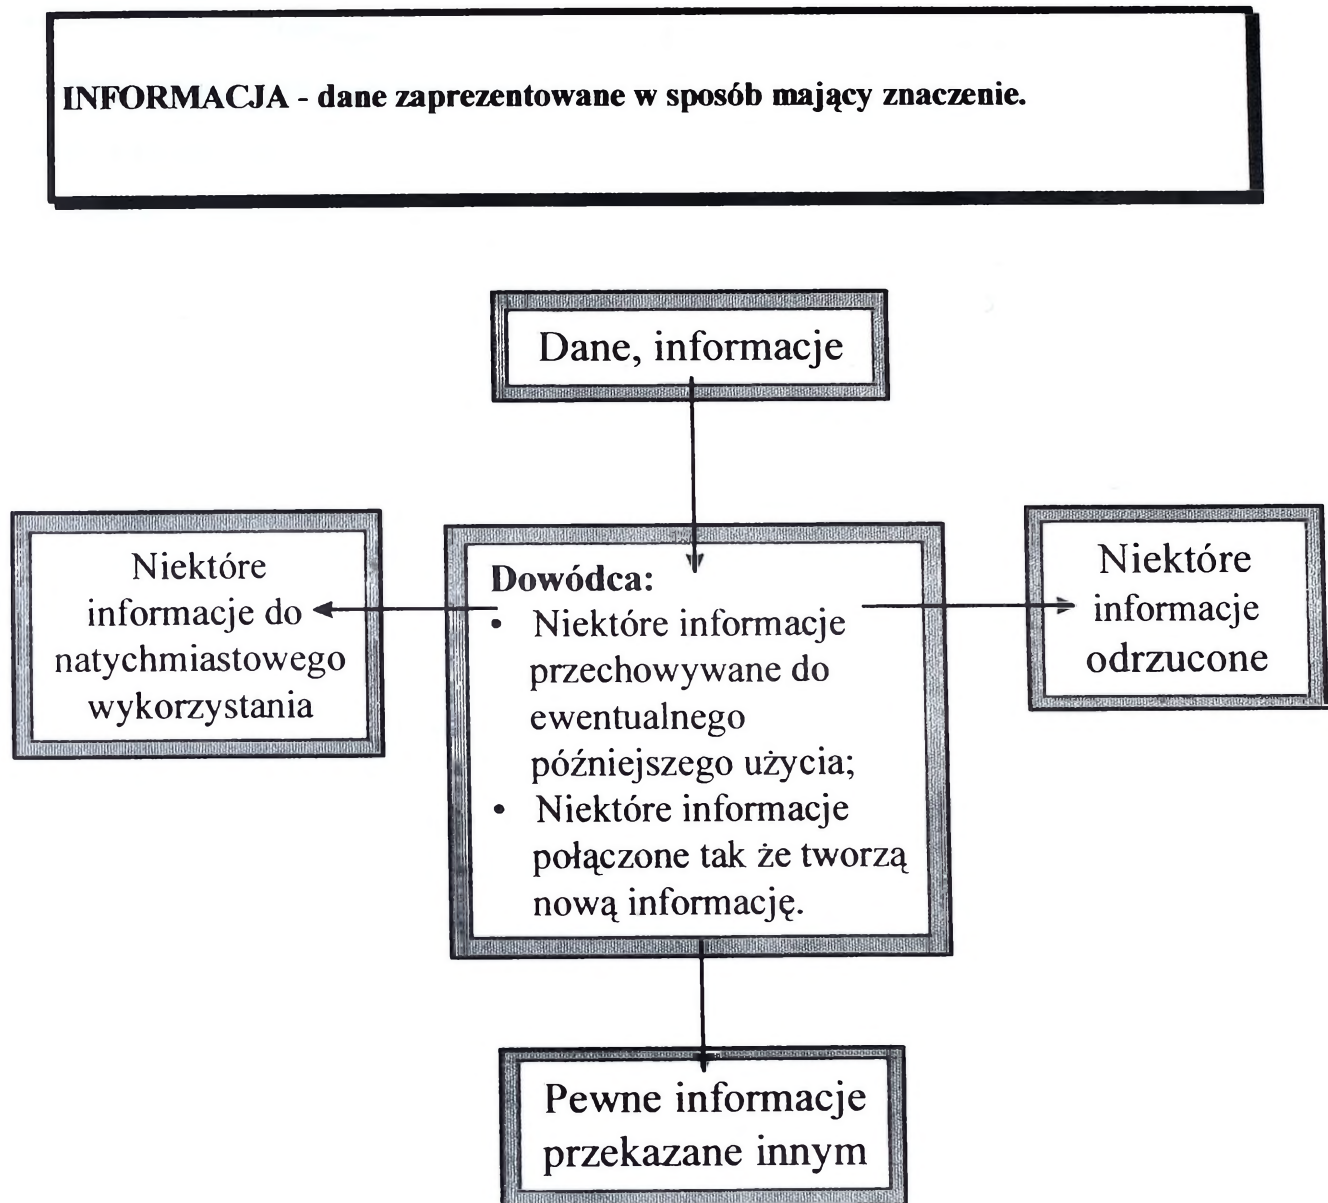 INFORMACJA - dane zaprezentowane w sposób mający znaczenie.
Dane, informacje
Niektóre
informacje do
natychmiastowego
wykorzystania
Dowódca:
• Niektóre informacje
przechowywane do
ewentualnego
późniejszego użycia;
• Niektóre informacje
połączone tak że tworzą
nową informację.
Niektóre
informacje
odrzucone
Pewne informacje
przekazane innym